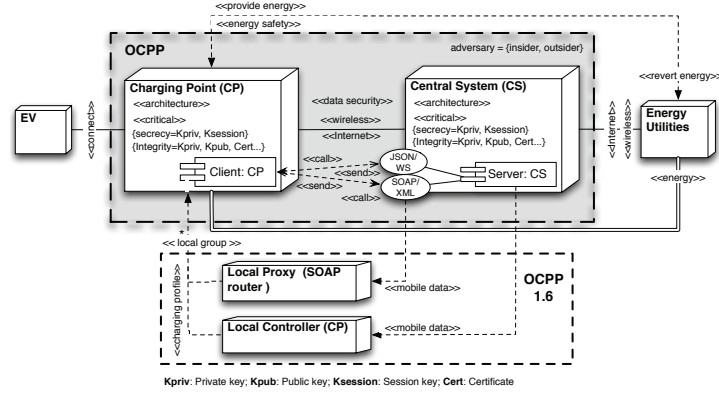 <<provide energy>>
<<energy safety>>
OCPP
adversary = {insider, outsider}
Charging Point (CP)
<<architecture>>
<<critical>>
{secrecy=Kpriv, Ksession}
{Integrity=Kpriv, Kpub, Cert...}
Client: CP
<<data security>>
<<wireless>>
<<Internet>>
<<call>>
<<send>>
<<send>>
<<call>>
Central System (CS)
<<architecture>>
<<critical>>
{secrecy=Kpriv, Ksession}
{Integrity=Kpriv, Kpub, Cert...}
JSON/
WS
SOAP/
XML
Server: CS
EV
<<connect>>
<<Internet>>
<<wireless>>
<<revert energy>>
Energy
Utilities
<<energy>>
*
<< local group >>
<<charging profile>>
Local Proxy (SOAP
router )
<<mobile data>>
Local Controller (CP)
<<mobile data>>
OCPP
1.6
Kpriv: Private key; Kpub: Public key; Ksession: Session key; Cert: Certificate